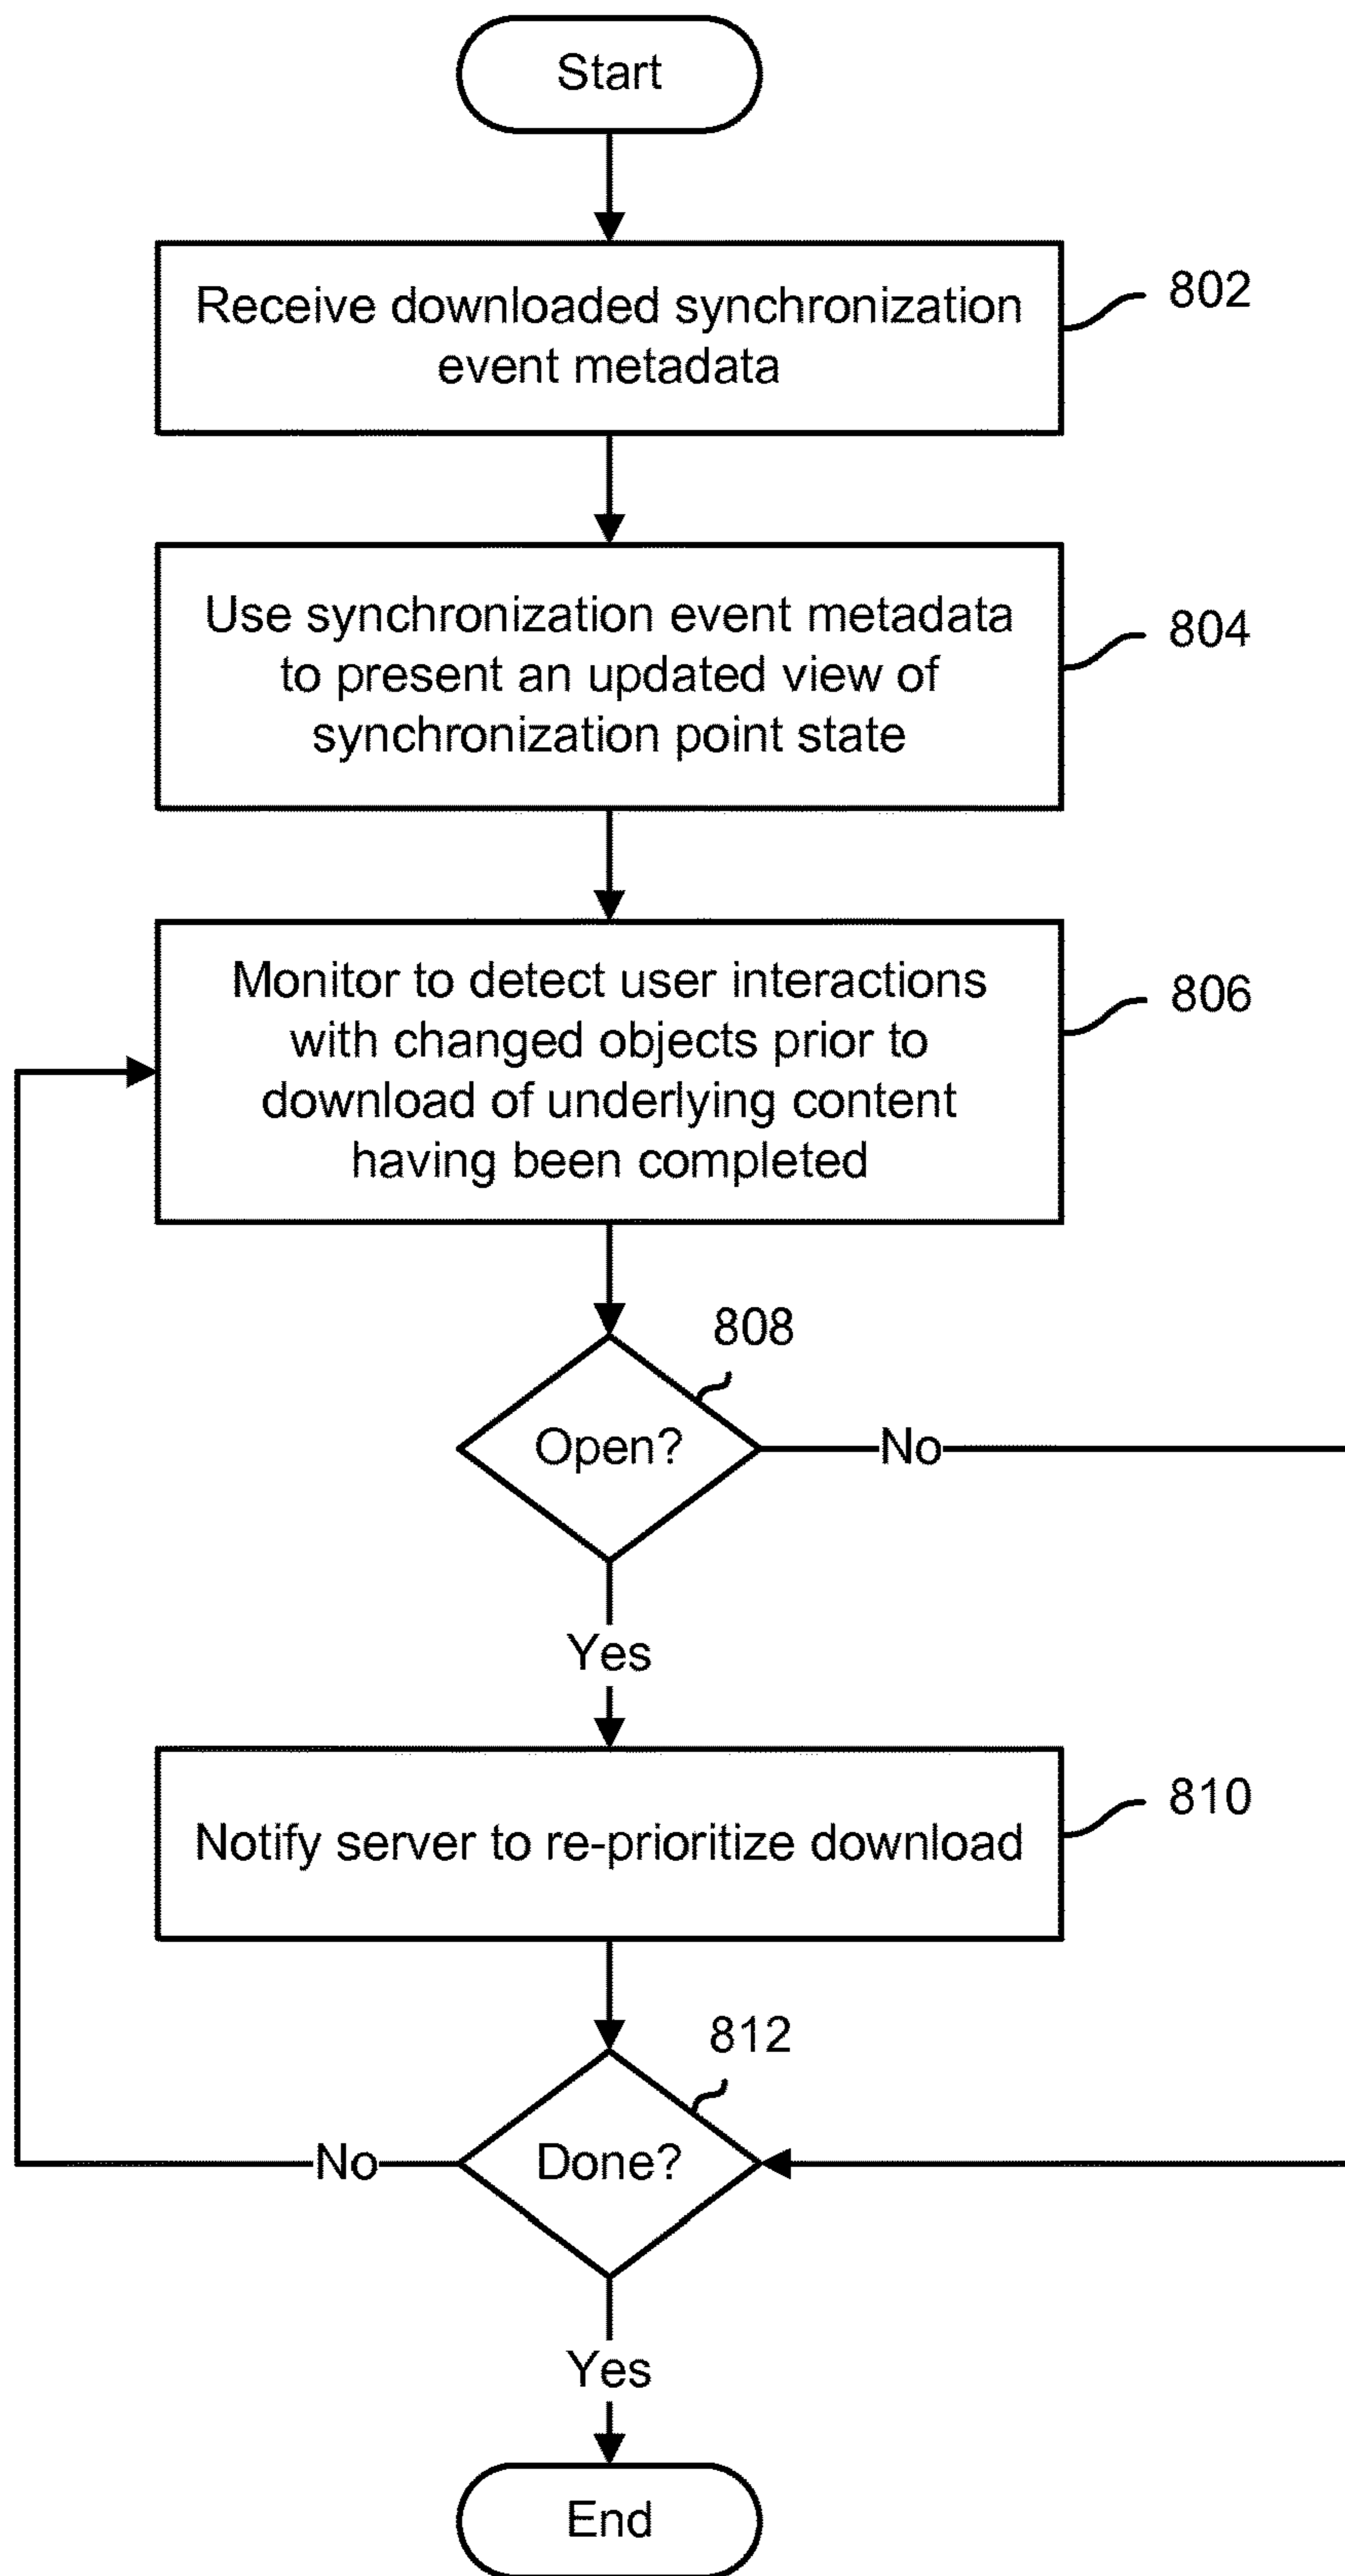 Start
Receive downloaded synchronization
event metadata
802
Use synchronization event metadata
to present an updated view of
synchronization point state
804
Monitor to detect user interactions
with changed objects prior to
download of underlying content
having been completed
806
808
Open?
No
Yes
Notify server to re-prioritize download
810
812
Done?
No
Yes
End